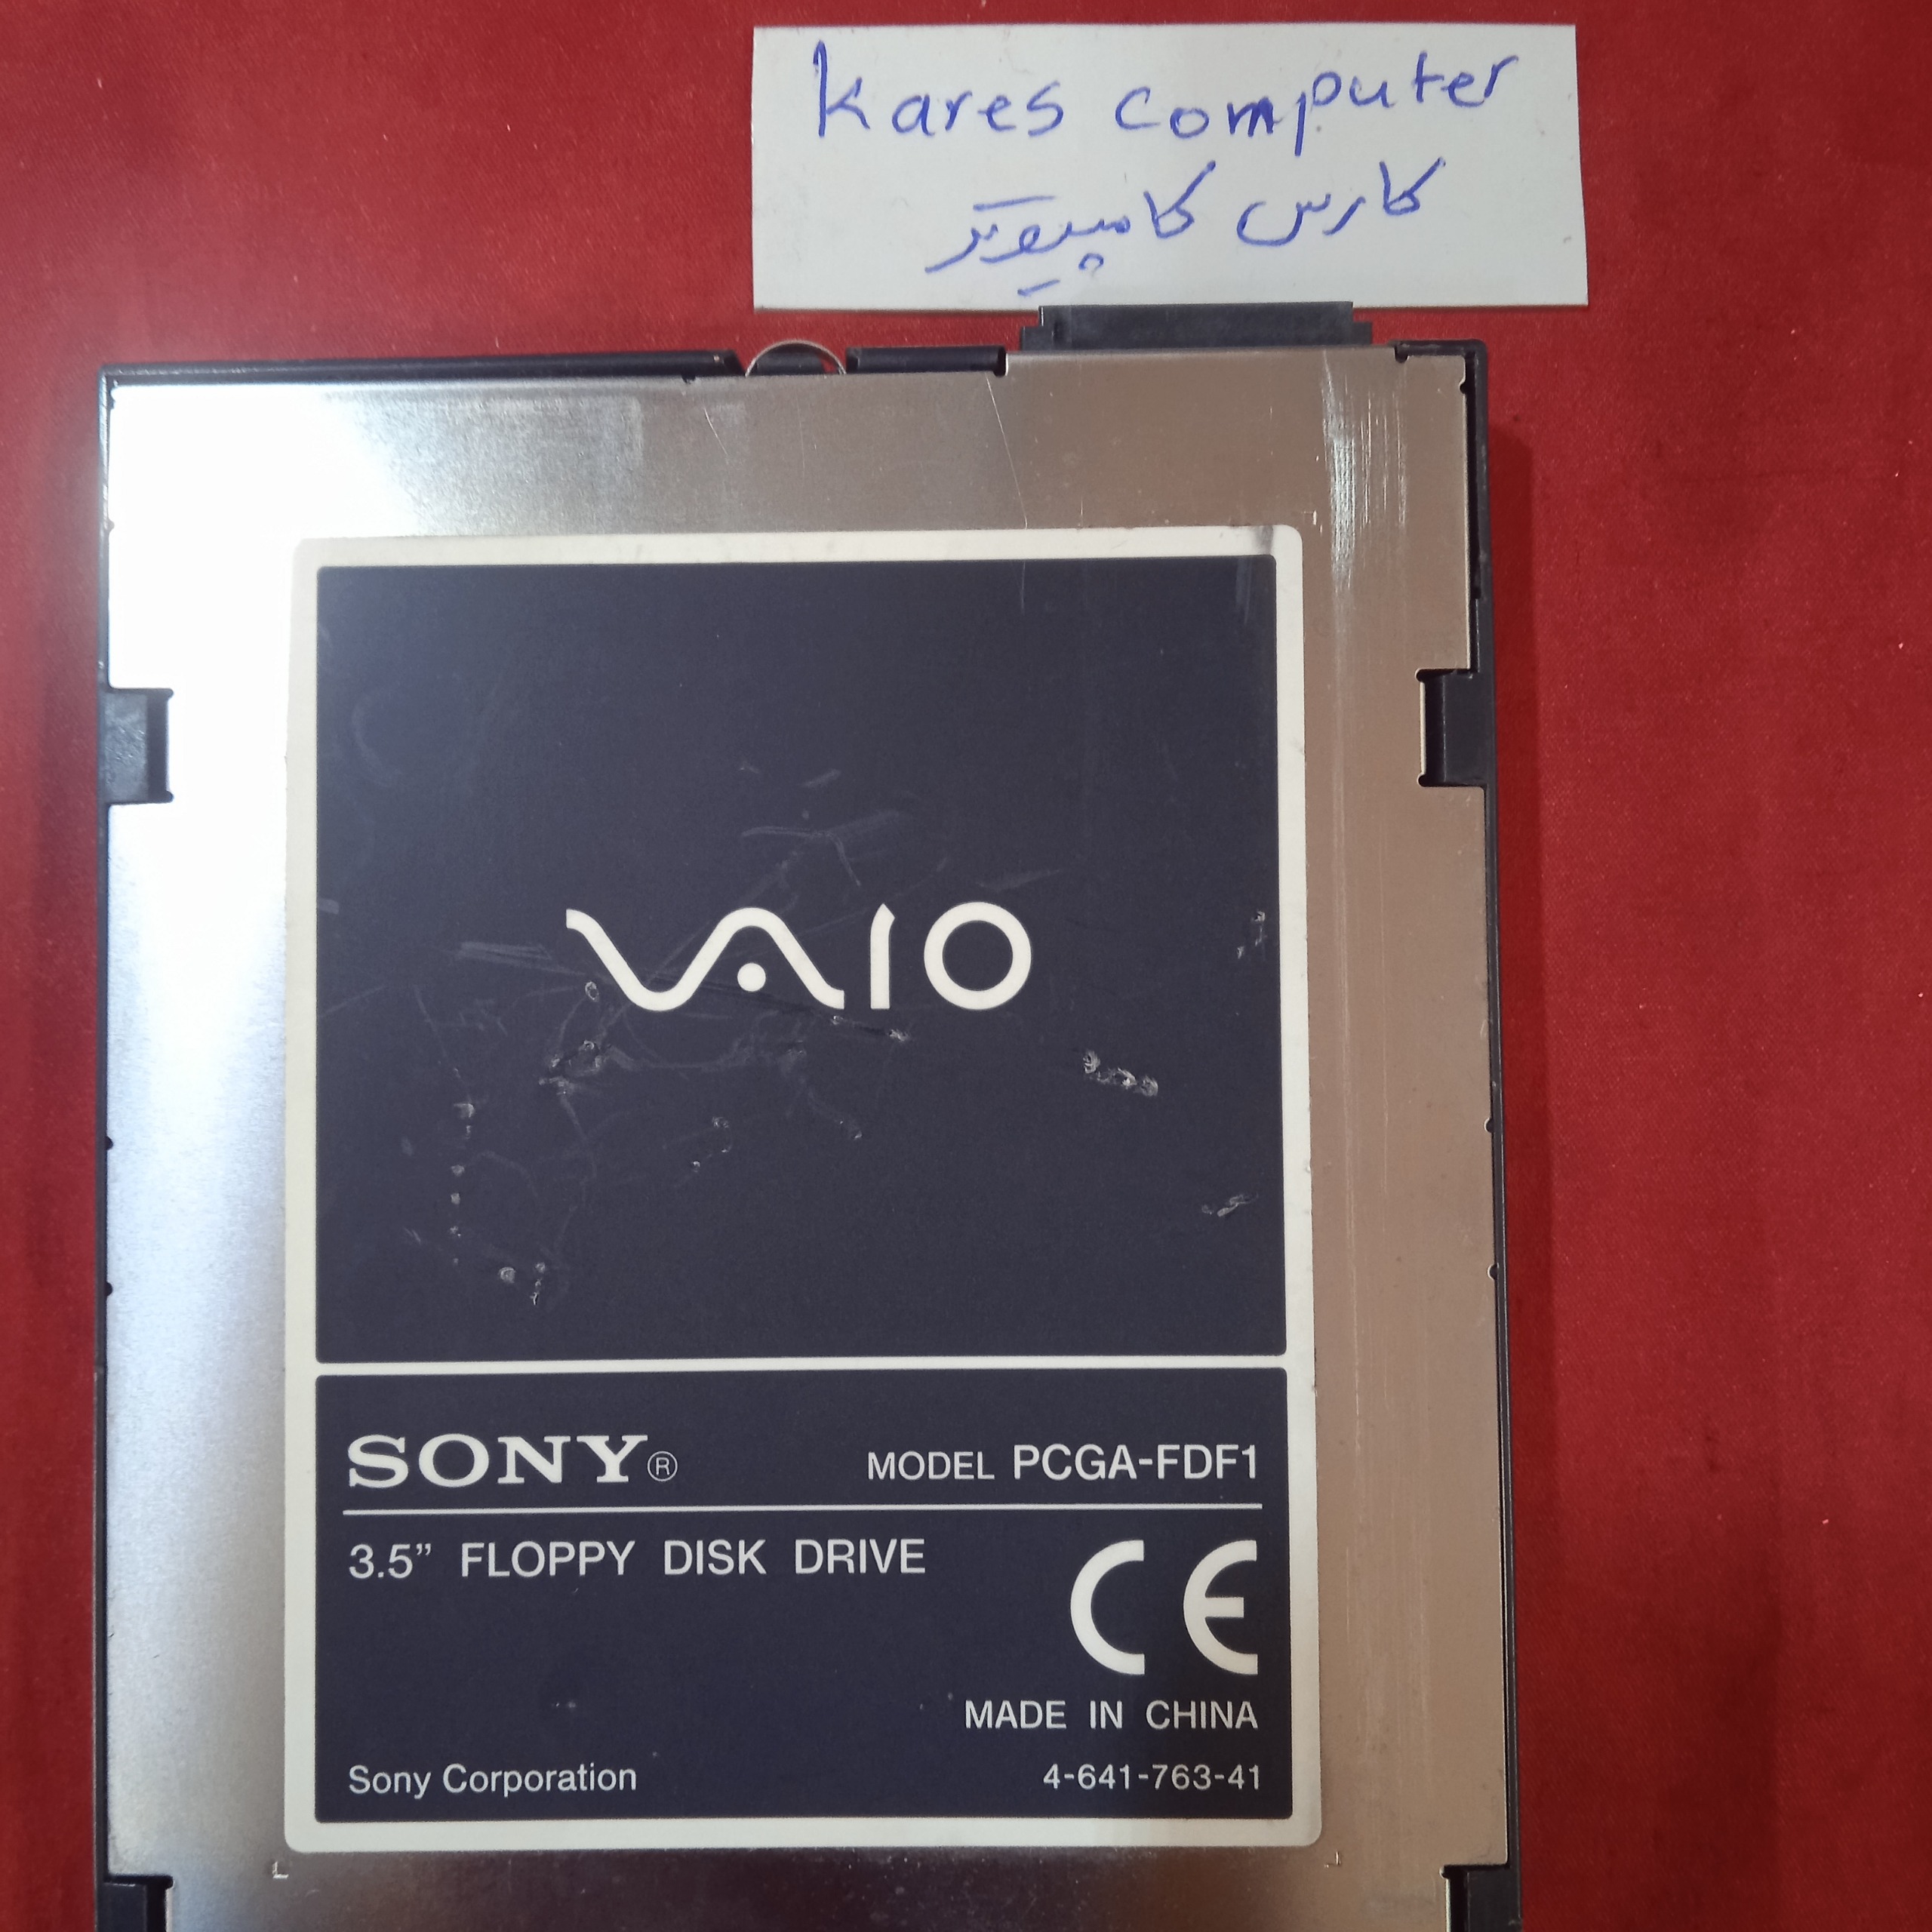 kares computer
کارس کامپیوتر
VAIO
SONY® MODEL PCGA-FDF1
3.5” FLOPPY DISK DRIVE
CE
MADE IN CHINA
Sony Corporation 4-641-763-41